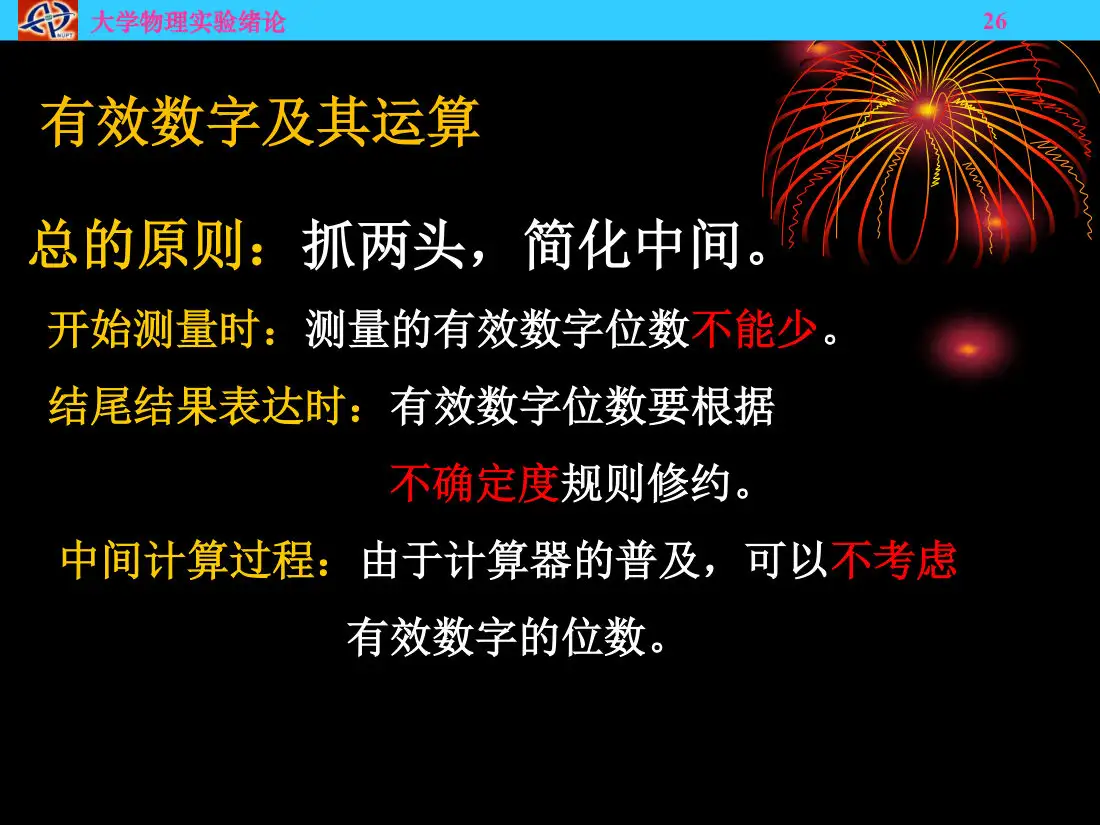 NUPT
大学物理实验绪论
26
有效数字及其运算
总的原则：抓两头，简化中间。
开始测量时：测量的有效数字位数不能少。
结尾结果表达时：有效数字位数要根据
不确定度规则修约。
中间计算过程：由于计算器的普及，可以不考虑
有效数字的位数。